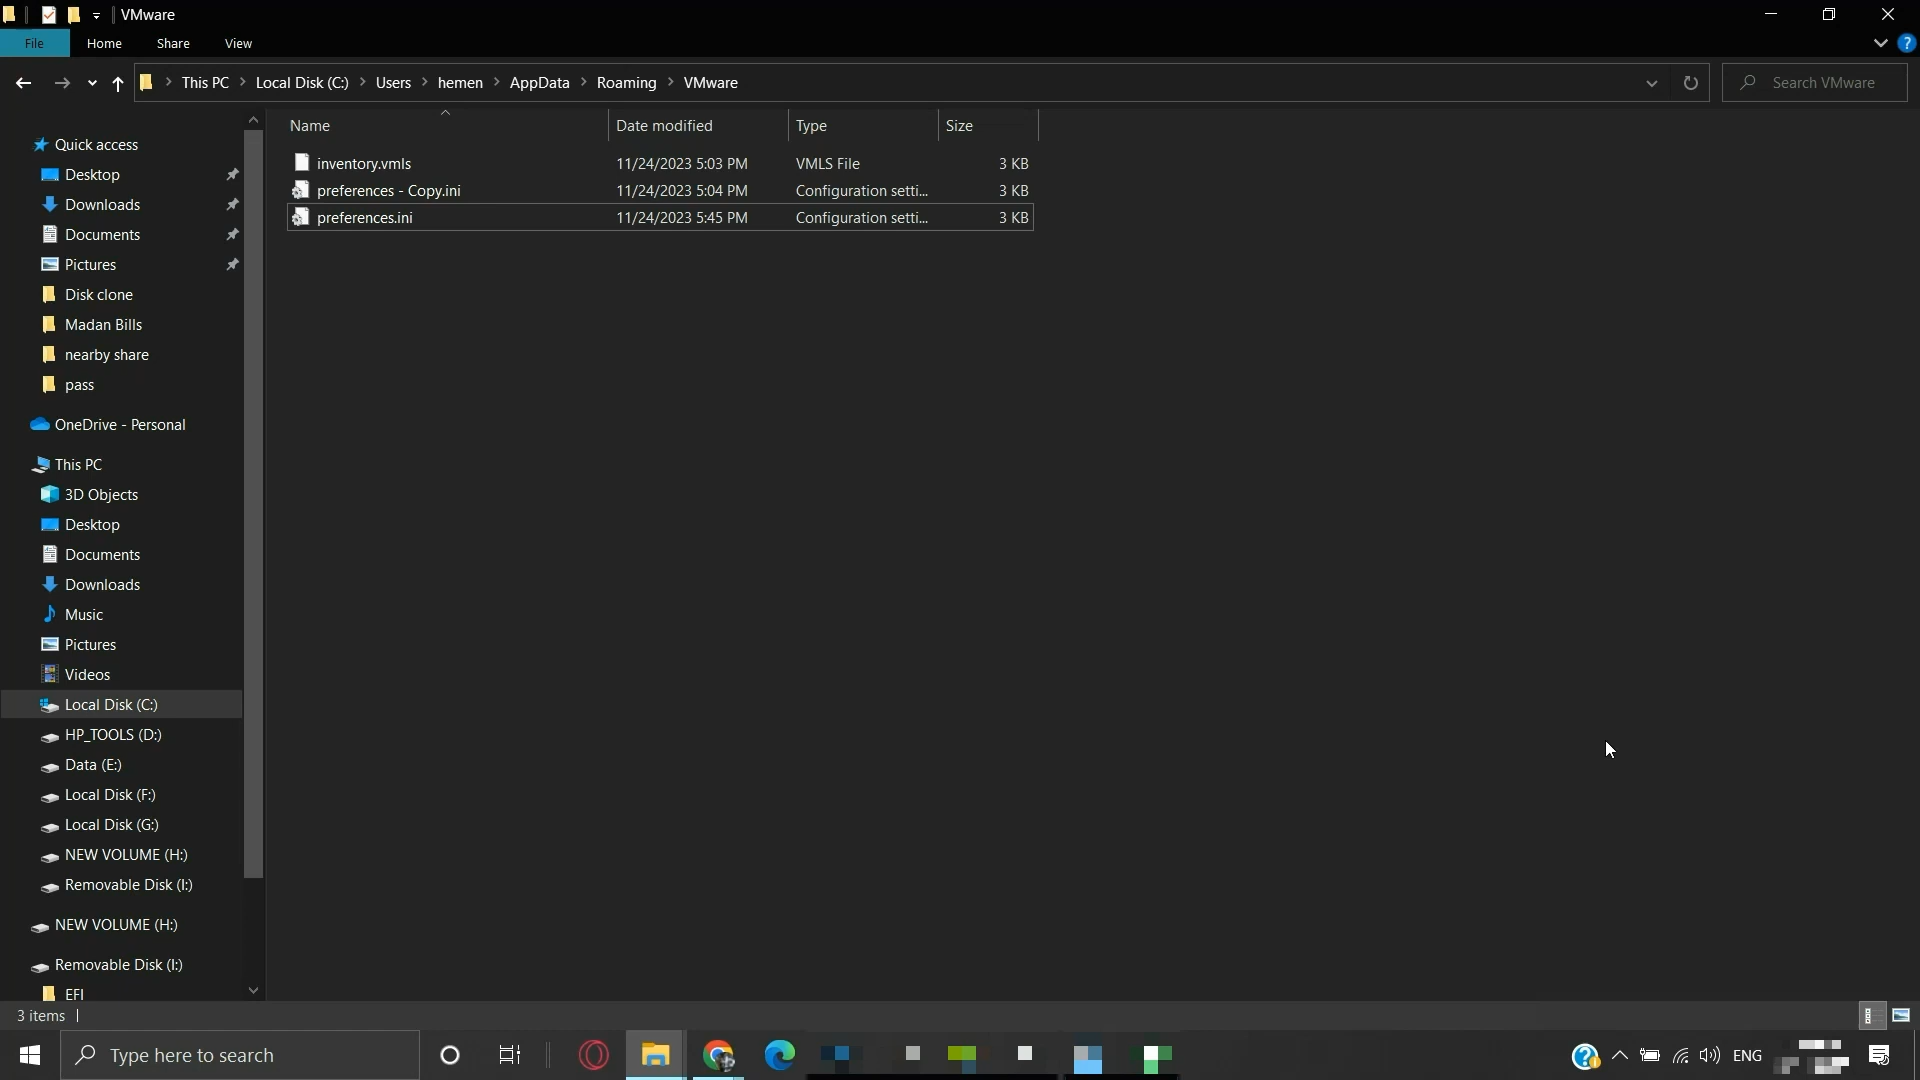 VMware
File Home Share View
This PC Local Disk (C:) Users hemen AppData Roaming VMware
Search VMware
Name Date modified Type Size
inventory.vmls 11/24/2023 5:03 PM VMLS File 3 KB
preferences - Copy.ini 11/24/2023 5:04 PM Configuration setti... 3 KB
preferences.ini 11/24/2023 5:45 PM Configuration setti... 3 KB
Quick access
Desktop
Downloads
Documents
Pictures
Disk clone
Madan Bills
nearby share
pass
OneDrive - Personal
This PC
3D Objects
Desktop
Documents
Downloads
Music
Pictures
Videos
Local Disk (C:)
HP_TOOLS (D:)
Data (E:)
Local Disk (F:)
Local Disk (G:)
NEW VOLUME (H:)
Removable Disk (I:)
NEW VOLUME (H:)
Removable Disk (I:)
EFI
3 items
Type here to search
ENG